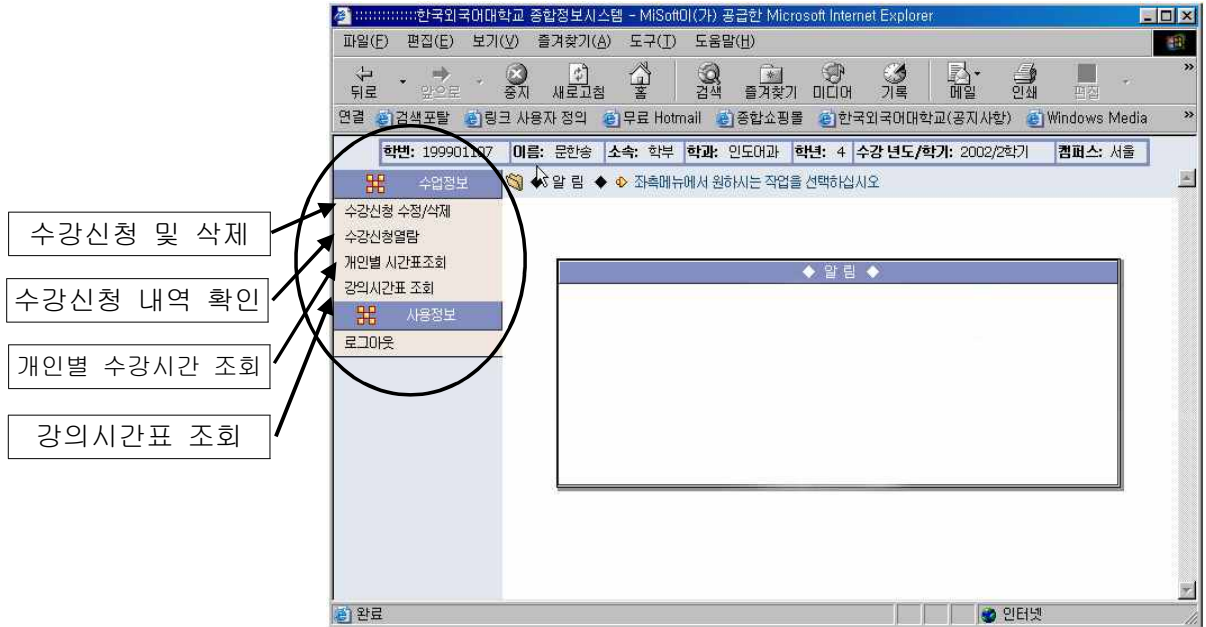 :::::::::::::한국외국어대학교 종합정보시스템 - MiSoft이(가) 공급한 Microsoft Internet Explorer
파일(F) 편집(E) 보기(V) 즐겨찾기(A) 도구(T) 도움말(H)
뒤로 앞으로 중지 새로고침 홈 검색 즐겨찾기 미디어 기록 메일 인쇄 편집
연결 검색포탈 링크 사용자 정의 무료 Hotmail 종합쇼핑몰 한국외국어대학교(공지사항) Windows Media
학번: 199901107 이름: 문한송 소속: 학부 학과: 인도어과 학년: 4 수강 년도/학기: 2002/2학기 캠퍼스: 서울
수업정보
◆ 알 림 ◆ 좌측메뉴에서 원하시는 작업을 선택하십시오
수강신청 수정/삭제
수강신청열람
개인별 시간표조회
강의시간표 조회
사용정보
로그아웃
◆ 알 림 ◆
수강신청 및 삭제
수강신청 내역 확인
개인별 수강시간 조회
강의시간표 조회
완료
인터넷